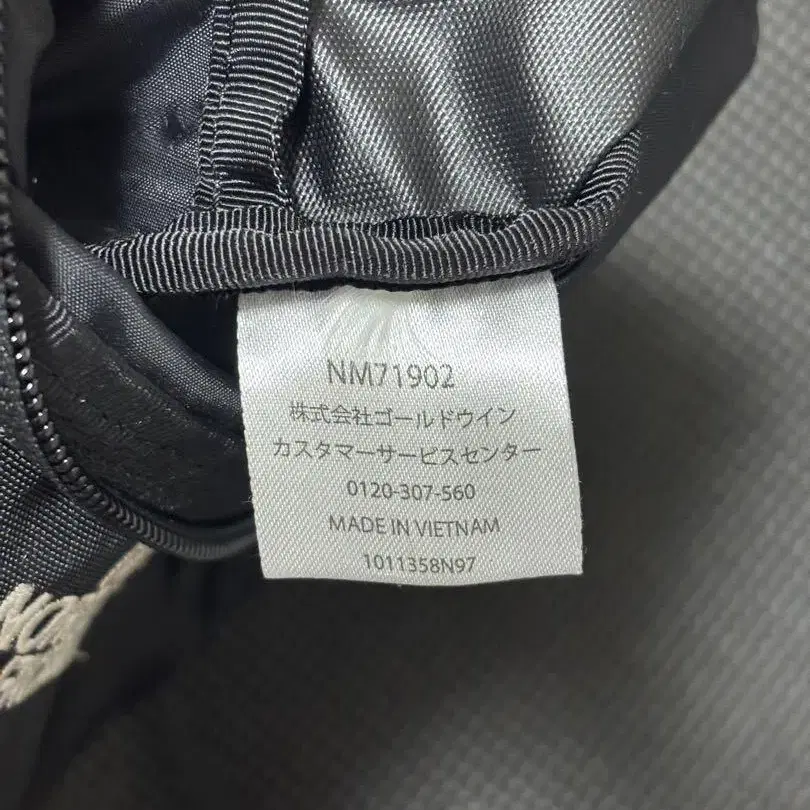 NM71902
株式会社ゴールドウイン
カスタマーサービスセンター
0120-307-560
MADE IN VIETNAM
1011358N97